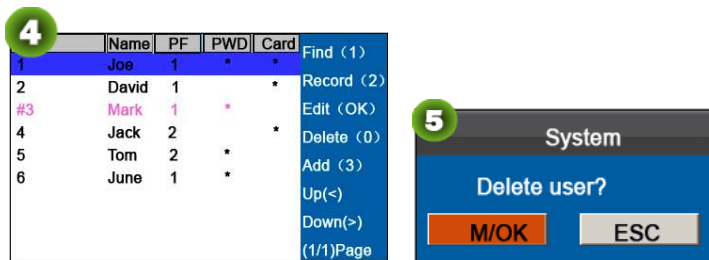 4
Name PF PWD Card
1 Joe 1 * *
2 David 1 *
#3 Mark 1 *
4 Jack 2 *
5 Tom 2 *
6 June 1 *
Find（1）
Record（2）
Edit（OK）
Delete（0）
Add（3）
Up(<)
Down(>)
(1/1)Page
5
System
Delete user?
M/OK ESC